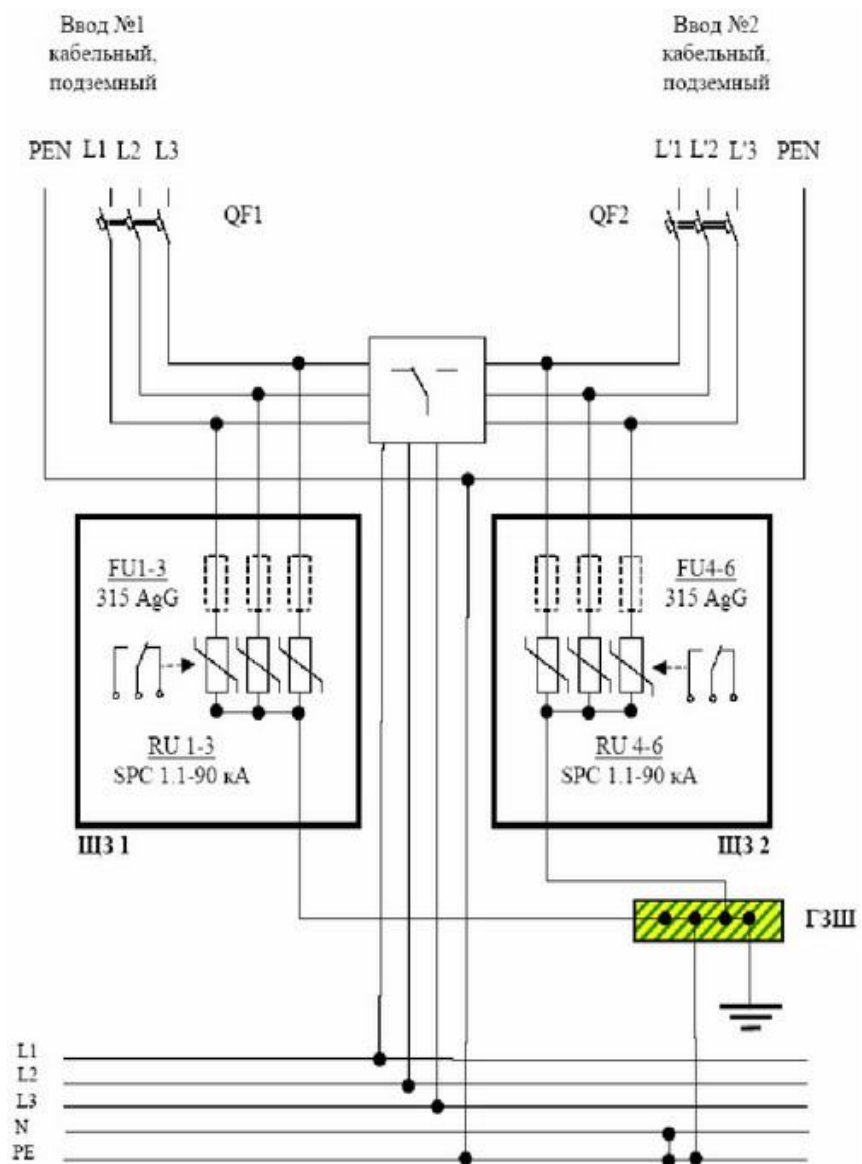 Ввод №1
кабельный,
подземный
Ввод №2
кабельный,
подземный
PEN L1 L2 L3
L'1 L'2 L'3 PEN
QF1
QF2
FU1-3
315 AgG
FU4-6
315 AgG
RU 1-3
SPC 1.1-90 кА
RU 4-6
SPC 1.1-90 кА
ЩЗ 1
ЩЗ 2
ГЗШ
L1
L2
L3
N
PE